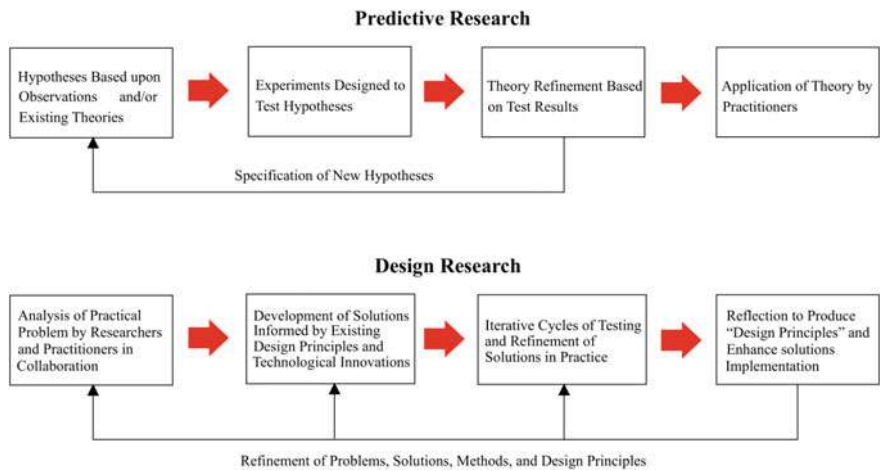 Predictive Research
Hypotheses Based upon
Observations and/or
Existing Theories
Experiments Designed to
Test Hypotheses
Theory Refinement Based
on Test Results
Application of Theory by
Practitioners
Specification of New Hypotheses
Design Research
Analysis of Practical
Problem by Researchers
and Practitioners in
Collaboration
Development of Solutions
Informed by Existing
Design Principles and
Technological Innovations
Iterative Cycles of Testing
and Refinement of
Solutions in Practice
Reflection to Produce
“Design Principles” and
Enhance solutions
Implementation
Refinement of Problems, Solutions, Methods, and Design Principles